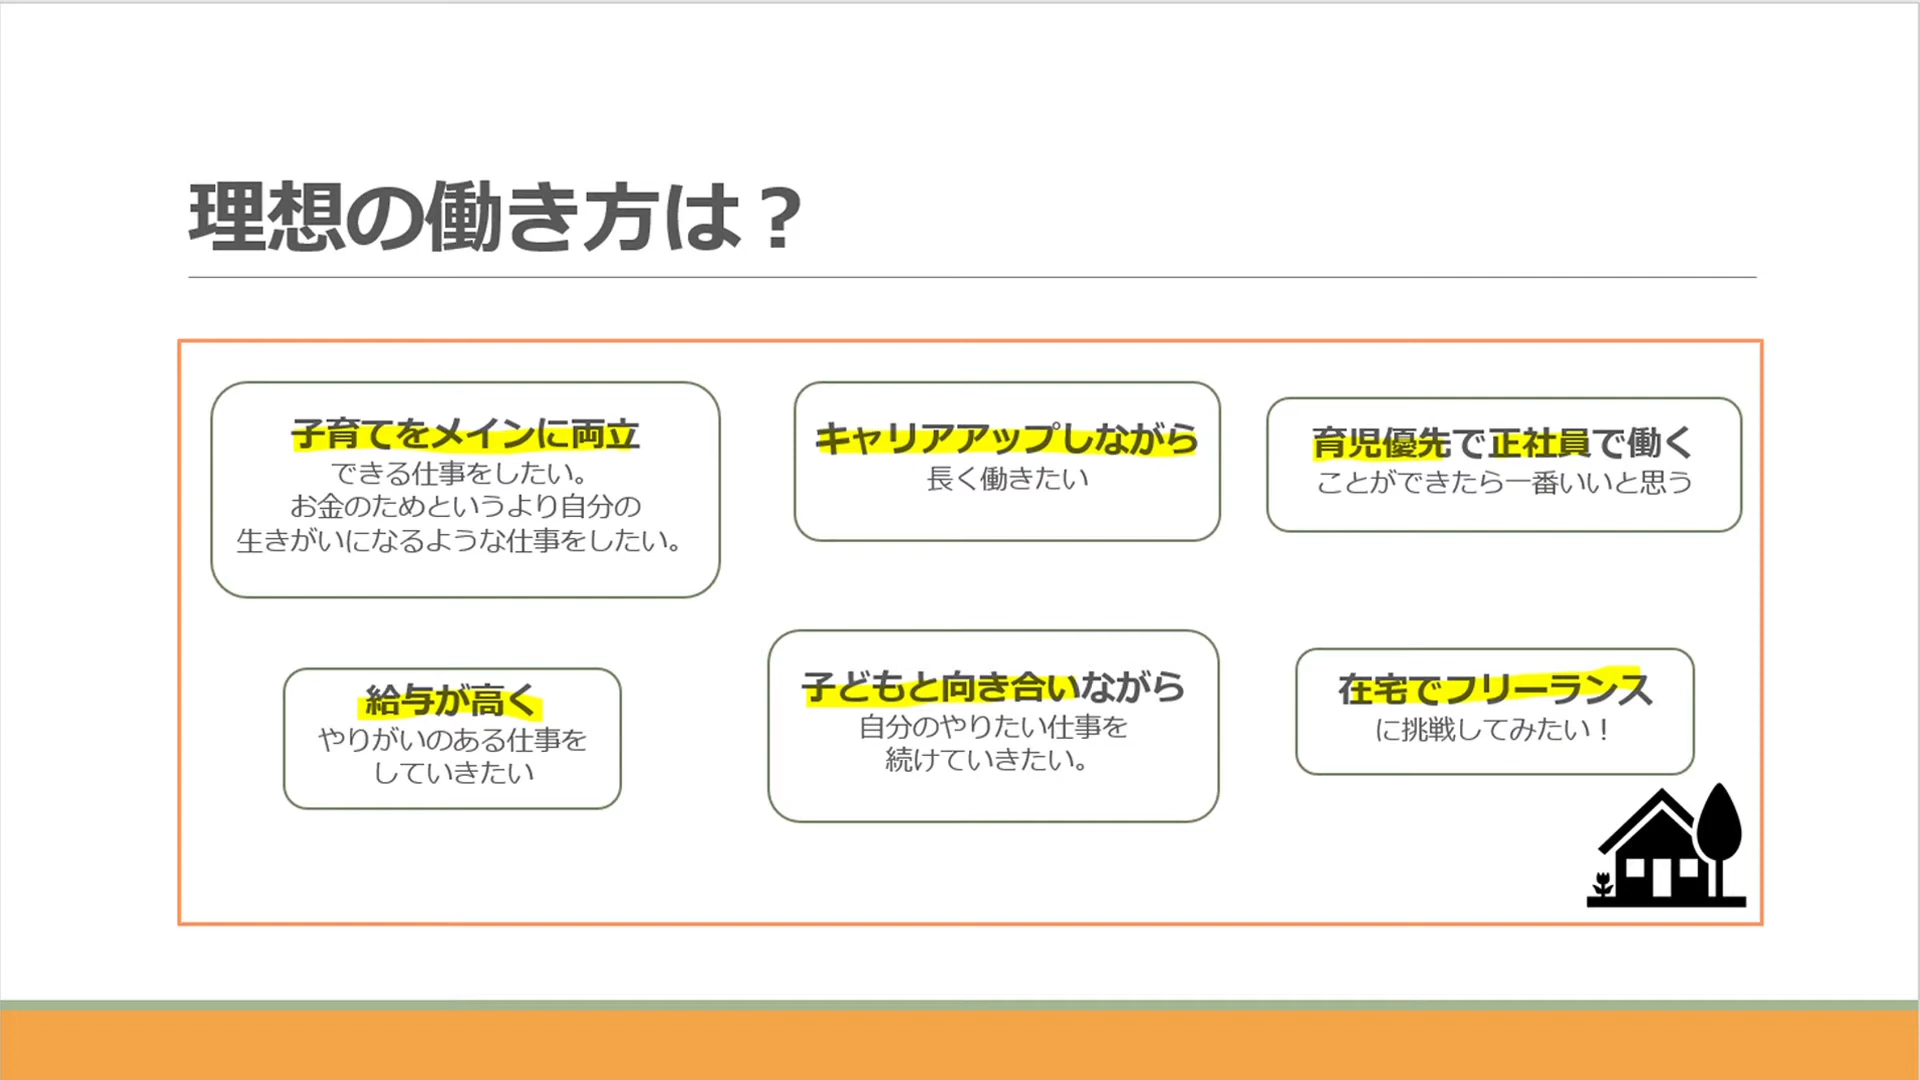 理想の働き方は？
子育てをメインに両立
できる仕事をしたい。
お金のためというより自分の
生きがいになるような仕事をしたい。
キャリアアップしながら
長く働きたい
育児優先で正社員で働く
ことができたら一番いいと思う
給与が高く
やりがいのある仕事を
していきたい
子どもと向き合いながら
自分のやりたい仕事を
続けていきたい。
在宅でフリーランス
に挑戦してみたい！